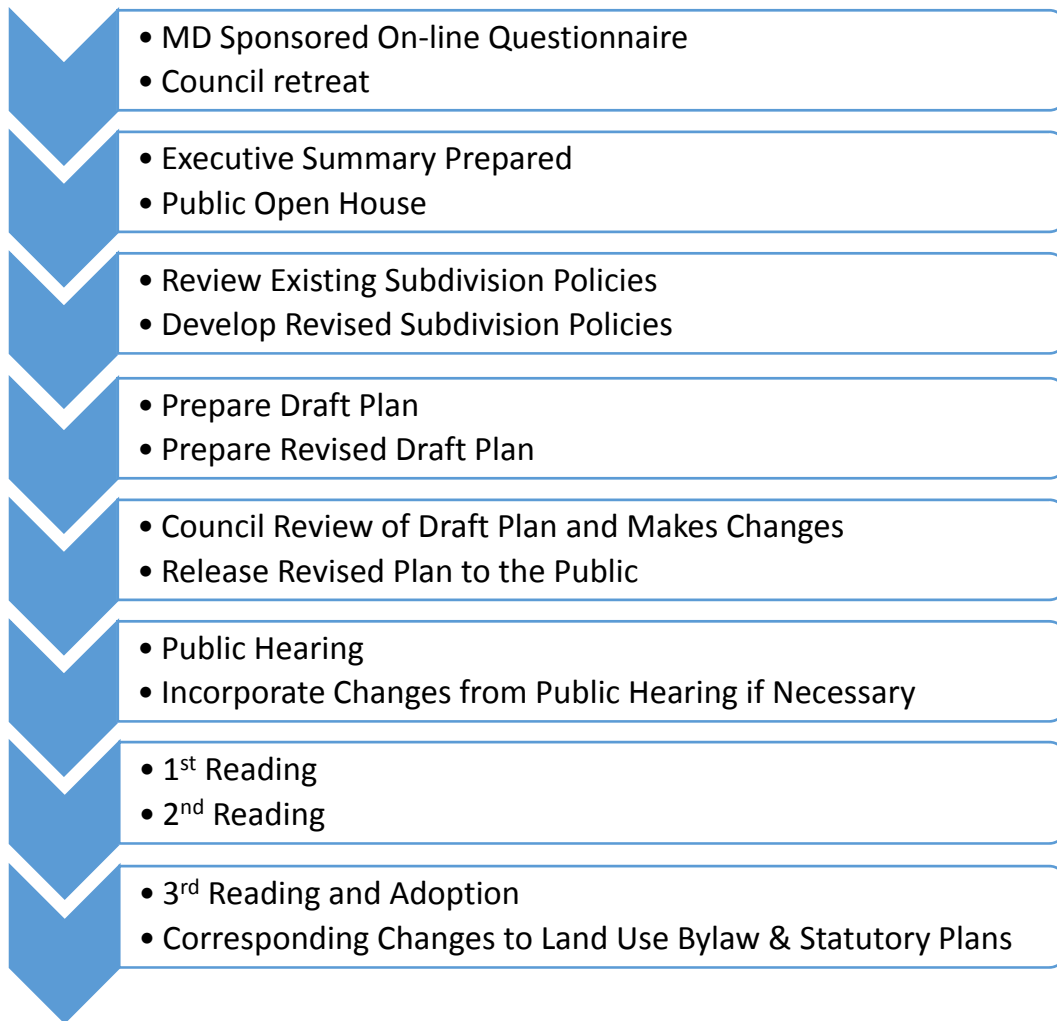 • MD Sponsored On-line Questionnaire
• Council retreat
• Executive Summary Prepared
• Public Open House
• Review Existing Subdivision Policies
• Develop Revised Subdivision Policies
• Prepare Draft Plan
• Prepare Revised Draft Plan
• Council Review of Draft Plan and Makes Changes
• Release Revised Plan to the Public
• Public Hearing
• Incorporate Changes from Public Hearing if Necessary
• 1st Reading
• 2nd Reading
• 3rd Reading and Adoption
• Corresponding Changes to Land Use Bylaw & Statutory Plans